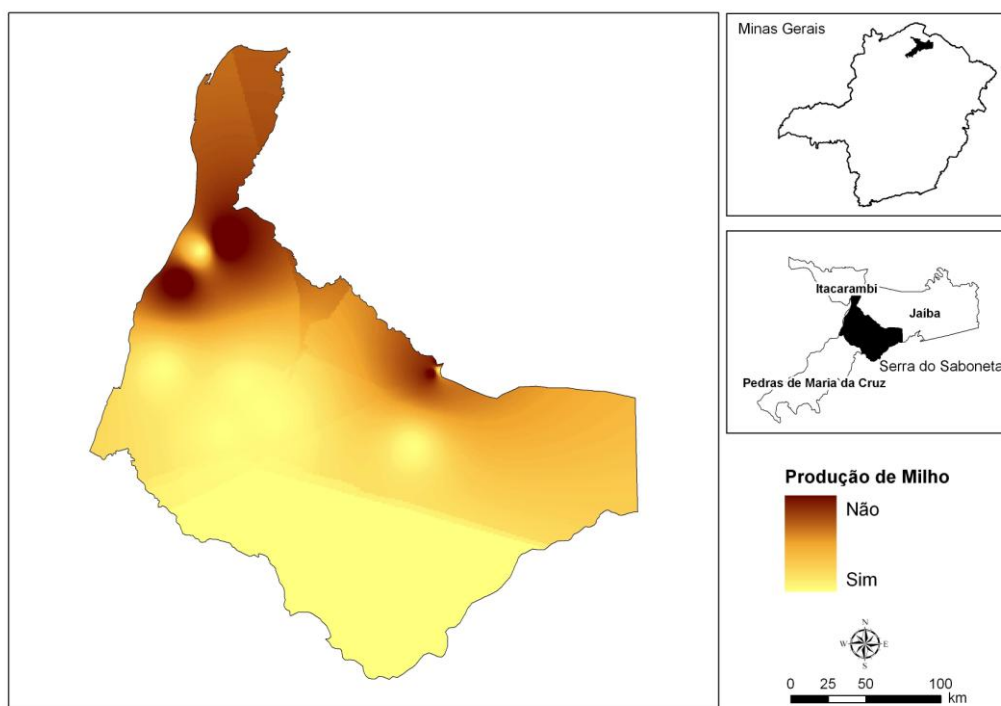 Minas Gerais
Itacarambi
Jaiba
Serra do Saboneta
Pedras de Maria`da Cruz
Produção de Milho
Não
Sim
N
W E
S
0 25 50 100
km